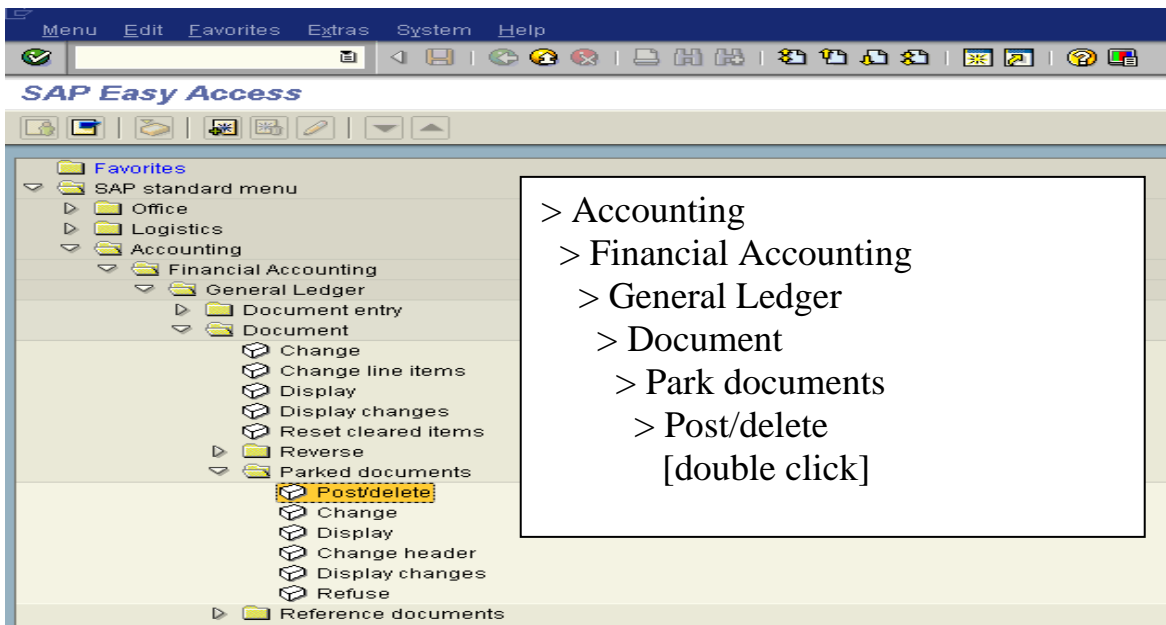 Menu Edit Favorites Extras System Help
SAP Easy Access
Favorites
SAP standard menu
Office
Logistics
Accounting
Financial Accounting
General Ledger
Document entry
Document
Change
Change line items
Display
Display changes
Reset cleared items
Reverse
Parked documents
Post/delete
Change
Display
Change header
Display changes
Refuse
Reference documents
> Accounting
> Financial Accounting
> General Ledger
> Document
> Park documents
> Post/delete
[double click]